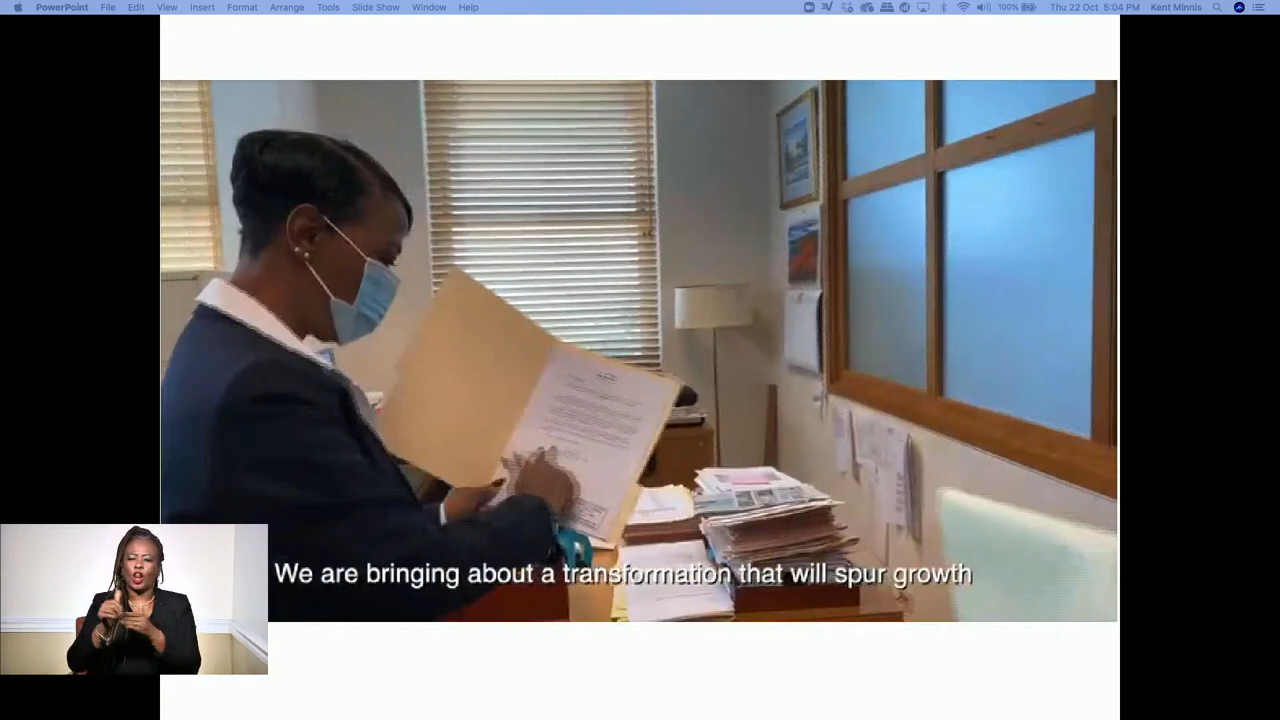 PowerPoint File Edit View Insert Format Arrange Tools Slide Show Window Help 100% Thu 22 Oct 5:04 PM Kent Minnis
We are bringing about a transformation that will spur growth